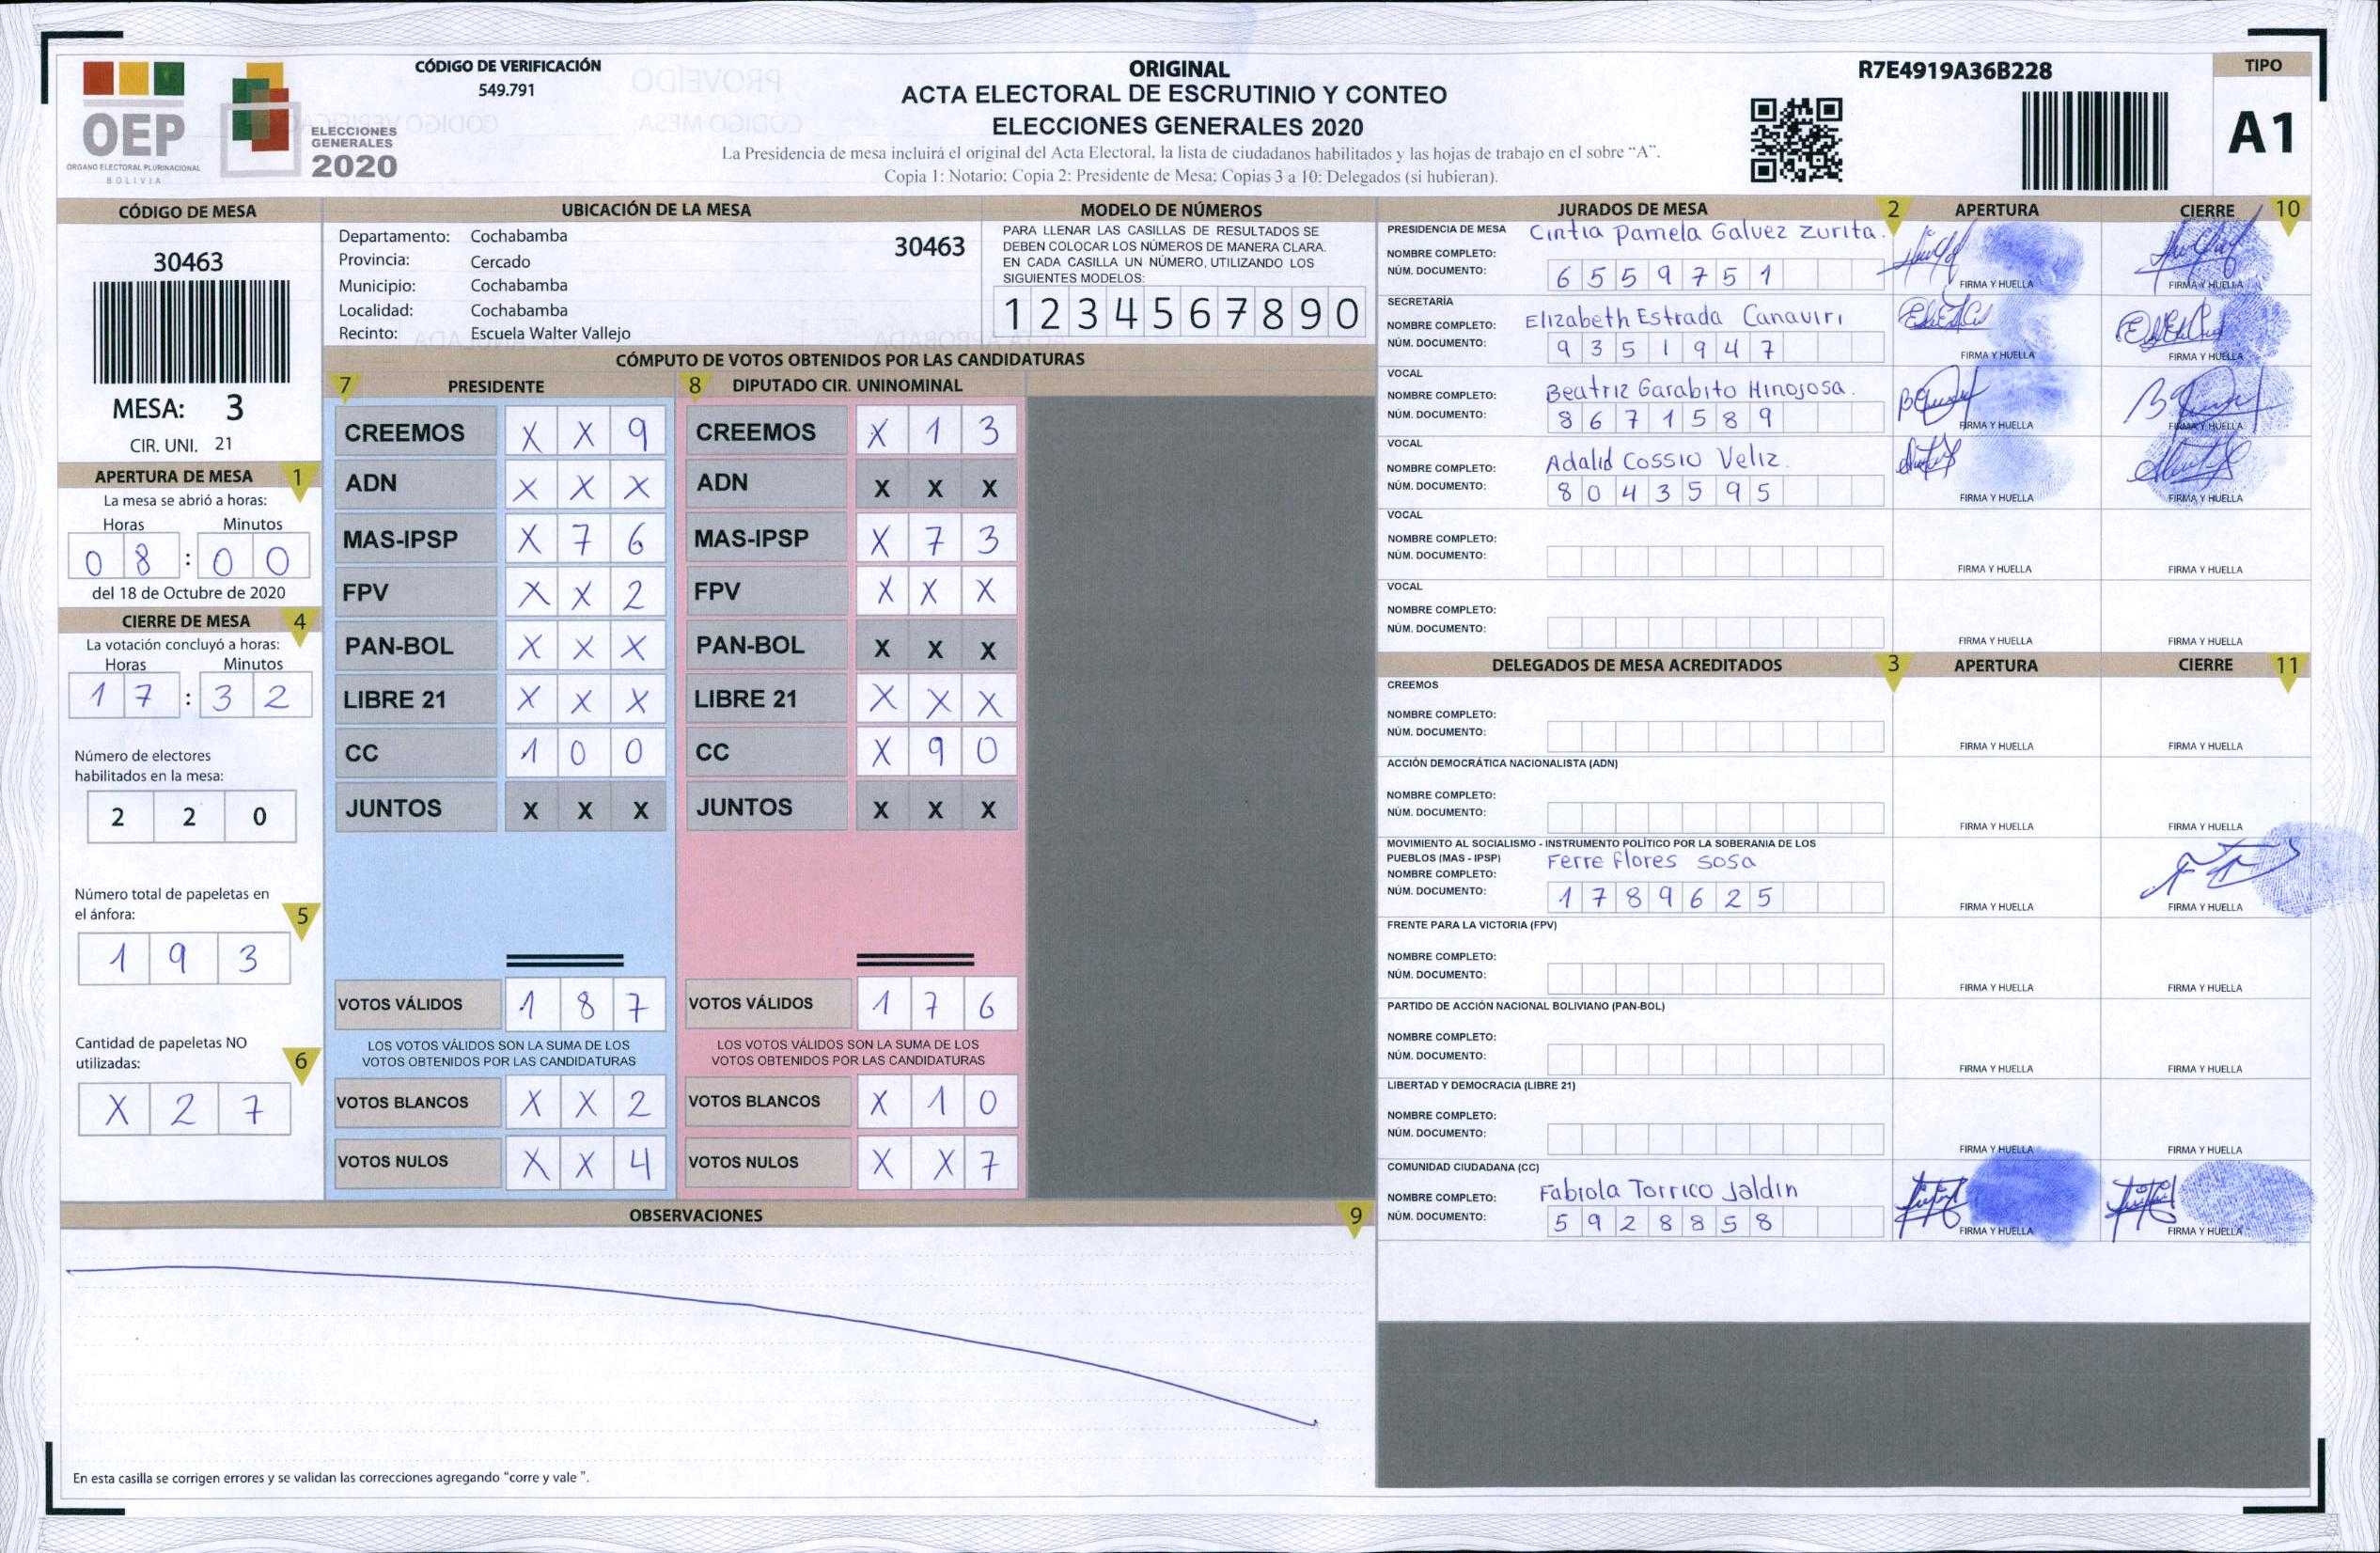 CÓDIGO DE VERIFICACIÓN
549.791
ORIGINAL
ACTA ELECTORAL DE ESCRUTINIO Y CONTEO
ELECCIONES GENERALES 2020
La Presidencia de mesa incluirá el original del Acta Electoral, la lista de ciudadanos habilitados y las hojas de trabajo en el sobre “A”.
Copia 1: Notario: Copia 2: Presidente de Mesa: Copias 3 a 10: Delegados (si hubieran).
R7E4919A36B228
TIPO
A1
OEP
ÓRGANO ELECTORAL PLURINACIONAL
BOLIVIA
ELECCIONES
GENERALES
2020
CÓDIGO DE MESA
30463
MESA: 3
CIR. UNI. 21
APERTURA DE MESA 1
La mesa se abrió a horas:
Horas Minutos
0 8 : 0 0
del 18 de Octubre de 2020
CIERRE DE MESA 4
La votación concluyó a horas:
Horas Minutos
1 7 : 3 2
Número de electores
habilitados en la mesa:
2 2 0
Número total de papeletas en
el ánfora: 5
1 9 3
Cantidad de papeletas NO
utilizadas: 6
X 2 7
UBICACIÓN DE LA MESA
Departamento: Cochabamba
30463
Provincia: Cercado
Municipio: Cochabamba
Localidad: Cochabamba
Recinto: Escuela Walter Vallejo
MODELO DE NÚMEROS
PARA LLENAR LAS CASILLAS DE RESULTADOS SE
DEBEN COLOCAR LOS NÚMEROS DE MANERA CLARA.
EN CADA CASILLA UN NÚMERO, UTILIZANDO LOS
SIGUIENTES MODELOS:
1 2 3 4 5 6 7 8 9 0
CÓMPUTO DE VOTOS OBTENIDOS POR LAS CANDIDATURAS
7 PRESIDENTE
CREEMOS X X 9
ADN X X X
MAS-IPSP X 7 6
FPV X X 2
PAN-BOL X X X
LIBRE 21 X X X
CC 1 0 0
JUNTOS X X X
VOTOS VÁLIDOS 1 8 7
LOS VOTOS VÁLIDOS SON LA SUMA DE LOS
VOTOS OBTENIDOS POR LAS CANDIDATURAS
VOTOS BLANCOS X X 2
VOTOS NULOS X X 4
8 DIPUTADO CIR. UNINOMINAL
CREEMOS X 1 3
ADN X X X
MAS-IPSP X 7 3
FPV X X X
PAN-BOL X X X
LIBRE 21 X X X
CC X 9 0
JUNTOS X X X
VOTOS VÁLIDOS 1 7 6
LOS VOTOS VÁLIDOS SON LA SUMA DE LOS
VOTOS OBTENIDOS POR LAS CANDIDATURAS
VOTOS BLANCOS X 1 0
VOTOS NULOS X X 7
OBSERVACIONES 9
En esta casilla se corrigen errores y se validan las correcciones agregando "corre y vale ".
JURADOS DE MESA 2 APERTURA CIERRE 10
PRESIDENCIA DE MESA Cintia Pamela Galvez Zurita.
NOMBRE COMPLETO:
NÚM. DOCUMENTO: 6 5 5 9 7 5 1
FIRMA Y HUELLA FIRMA Y HUELLA
SECRETARÍA
NOMBRE COMPLETO: Elizabeth Estrada Canaviri
NÚM. DOCUMENTO: 9 3 5 1 9 4 7
FIRMA Y HUELLA FIRMA Y HUELLA
VOCAL
NOMBRE COMPLETO: Beatriz Garabito Hinojosa.
NÚM. DOCUMENTO: 8 6 7 1 5 8 9
FIRMA Y HUELLA FIRMA Y HUELLA
VOCAL
NOMBRE COMPLETO: Adalid Cossio Veliz.
NÚM. DOCUMENTO: 8 0 4 3 5 9 5
FIRMA Y HUELLA FIRMA Y HUELLA
VOCAL
NOMBRE COMPLETO:
NÚM. DOCUMENTO:
FIRMA Y HUELLA FIRMA Y HUELLA
VOCAL
NOMBRE COMPLETO:
NÚM. DOCUMENTO:
FIRMA Y HUELLA FIRMA Y HUELLA
DELEGADOS DE MESA ACREDITADOS 3 APERTURA CIERRE 11
CREEMOS
NOMBRE COMPLETO:
NÚM. DOCUMENTO:
FIRMA Y HUELLA FIRMA Y HUELLA
ACCIÓN DEMOCRÁTICA NACIONALISTA (ADN)
NOMBRE COMPLETO:
NÚM. DOCUMENTO:
FIRMA Y HUELLA FIRMA Y HUELLA
MOVIMIENTO AL SOCIALISMO - INSTRUMENTO POLÍTICO POR LA SOBERANIA DE LOS
PUEBLOS (MAS - IPSP) Ferre flores sosa
NOMBRE COMPLETO:
NÚM. DOCUMENTO: 1 7 8 9 6 2 5
FIRMA Y HUELLA FIRMA Y HUELLA
FRENTE PARA LA VICTORIA (FPV)
NOMBRE COMPLETO:
NÚM. DOCUMENTO:
FIRMA Y HUELLA FIRMA Y HUELLA
PARTIDO DE ACCIÓN NACIONAL BOLIVIANO (PAN-BOL)
NOMBRE COMPLETO:
NÚM. DOCUMENTO:
FIRMA Y HUELLA FIRMA Y HUELLA
LIBERTAD Y DEMOCRACIA (LIBRE 21)
NOMBRE COMPLETO:
NÚM. DOCUMENTO:
FIRMA Y HUELLA FIRMA Y HUELLA
COMUNIDAD CIUDADANA (CC)
NOMBRE COMPLETO: Fabiola Torrico Jaldin
NÚM. DOCUMENTO: 5 9 2 8 8 5 8
FIRMA Y HUELLA FIRMA Y HUELLA